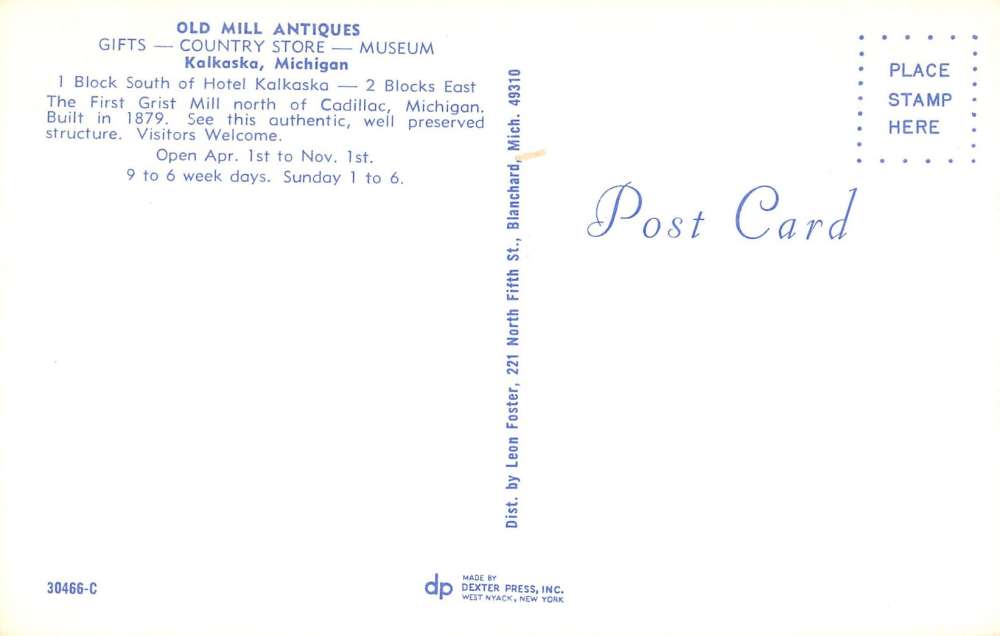 OLD MILL ANTIQUES
GIFTS — COUNTRY STORE — MUSEUM
Kalkaska, Michigan
1 Block South of Hotel Kalkaska — 2 Blocks East
The First Grist Mill north of Cadillac, Michigan.
Built in 1879. See this authentic, well preserved
structure. Visitors Welcome.
Open Apr. 1st to Nov. 1st.
9 to 6 week days. Sunday 1 to 6.
30466-C
Dist. by Leon Foster, 221 North Fifth St., Blanchard, Mich. 49310
dp
MADE BY
DEXTER PRESS, INC.
WEST NYACK, NEW YORK
PLACE
STAMP
HERE
Post Card